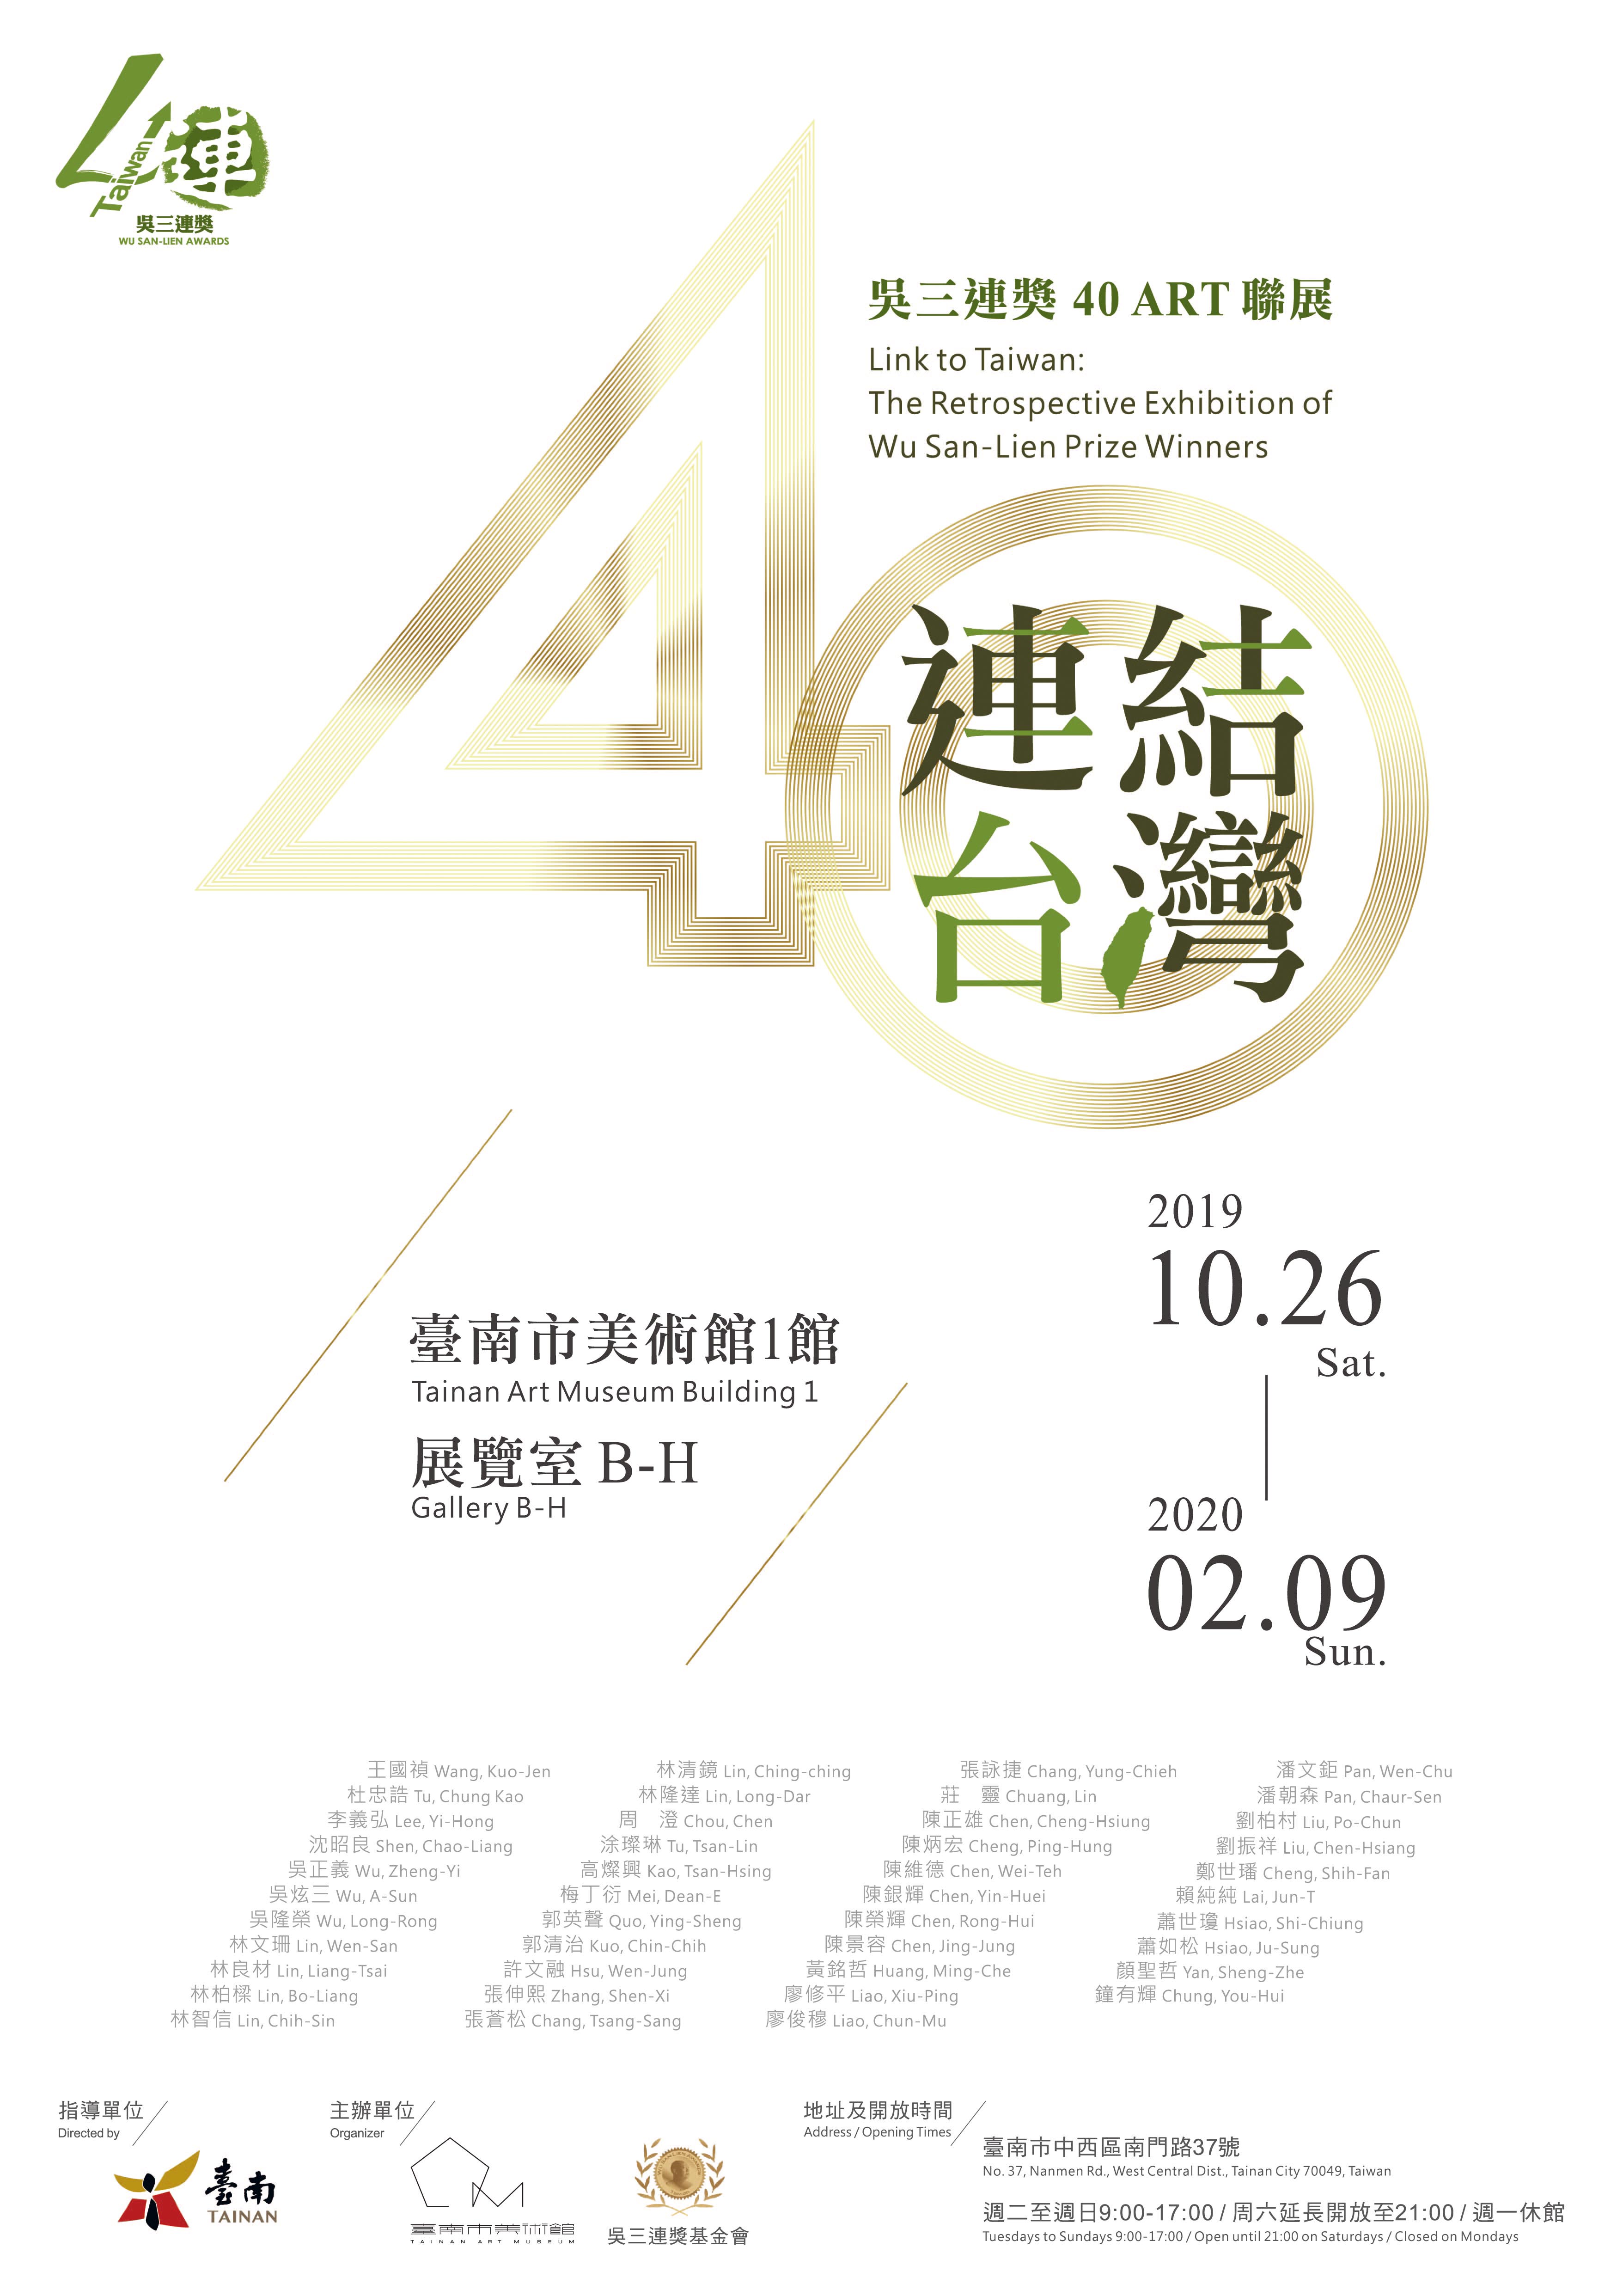 40
Taiwan
連
吳三連獎
WU SAN-LIEN AWARDS
吳三連獎 40 ART 聯展
Link to Taiwan:
The Retrospective Exhibition of
Wu San-Lien Prize Winners
連結
台灣
2019
10.26
Sat.
臺南市美術館1館
Tainan Art Museum Building 1
展覽室 B-H
Gallery B-H
2020
02.09
Sun.
王國禎 Wang, Kuo-Jen
杜忠誥 Tu, Chung Kao
李義弘 Lee, Yi-Hong
沈昭良 Shen, Chao-Liang
吳正義 Wu, Zheng-Yi
吳炫三 Wu, A-Sun
吳隆榮 Wu, Long-Rong
林文珊 Lin, Wen-San
林良材 Lin, Liang-Tsai
林柏樑 Lin, Bo-Liang
林智信 Lin, Chih-Sin
林清鏡 Lin, Ching-ching
林隆達 Lin, Long-Dar
周　澄 Chou, Chen
涂璨琳 Tu, Tsan-Lin
高燦興 Kao, Tsan-Hsing
梅丁衍 Mei, Dean-E
郭英聲 Quo, Ying-Sheng
郭清治 Kuo, Chin-Chih
許文融 Hsu, Wen-Jung
張伸熙 Zhang, Shen-Xi
張蒼松 Chang, Tsang-Sang
張詠捷 Chang, Yung-Chieh
莊　靈 Chuang, Lin
陳正雄 Chen, Cheng-Hsiung
陳炳宏 Cheng, Ping-Hung
陳維德 Chen, Wei-Teh
陳銀輝 Chen, Yin-Huei
陳榮輝 Chen, Rong-Hui
陳景容 Chen, Jing-Jung
黃銘哲 Huang, Ming-Che
廖修平 Liao, Xiu-Ping
廖俊穆 Liao, Chun-Mu
潘文鉅 Pan, Wen-Chu
潘朝森 Pan, Chaur-Sen
劉柏村 Liu, Po-Chun
劉振祥 Liu, Chen-Hsiang
鄭世璠 Cheng, Shih-Fan
賴純純 Lai, Jun-T
蕭世瓊 Hsiao, Shi-Chiung
蕭如松 Hsiao, Ju-Sung
顏聖哲 Yan, Sheng-Zhe
鐘有輝 Chung, You-Hui
指導單位
Directed by
臺南
TAINAN
主辦單位
Organizer
臺南市美術館
TAINAN ART MUSEUM
吳三連獎基金會
地址及開放時間
Address / Opening Times
臺南市中西區南門路37號
No. 37, Nanmen Rd., West Central Dist., Tainan City 70049, Taiwan
週二至週日9:00-17:00 / 周六延長開放至21:00 / 週一休館
Tuesdays to Sundays 9:00-17:00 / Open until 21:00 on Saturdays / Closed on Mondays